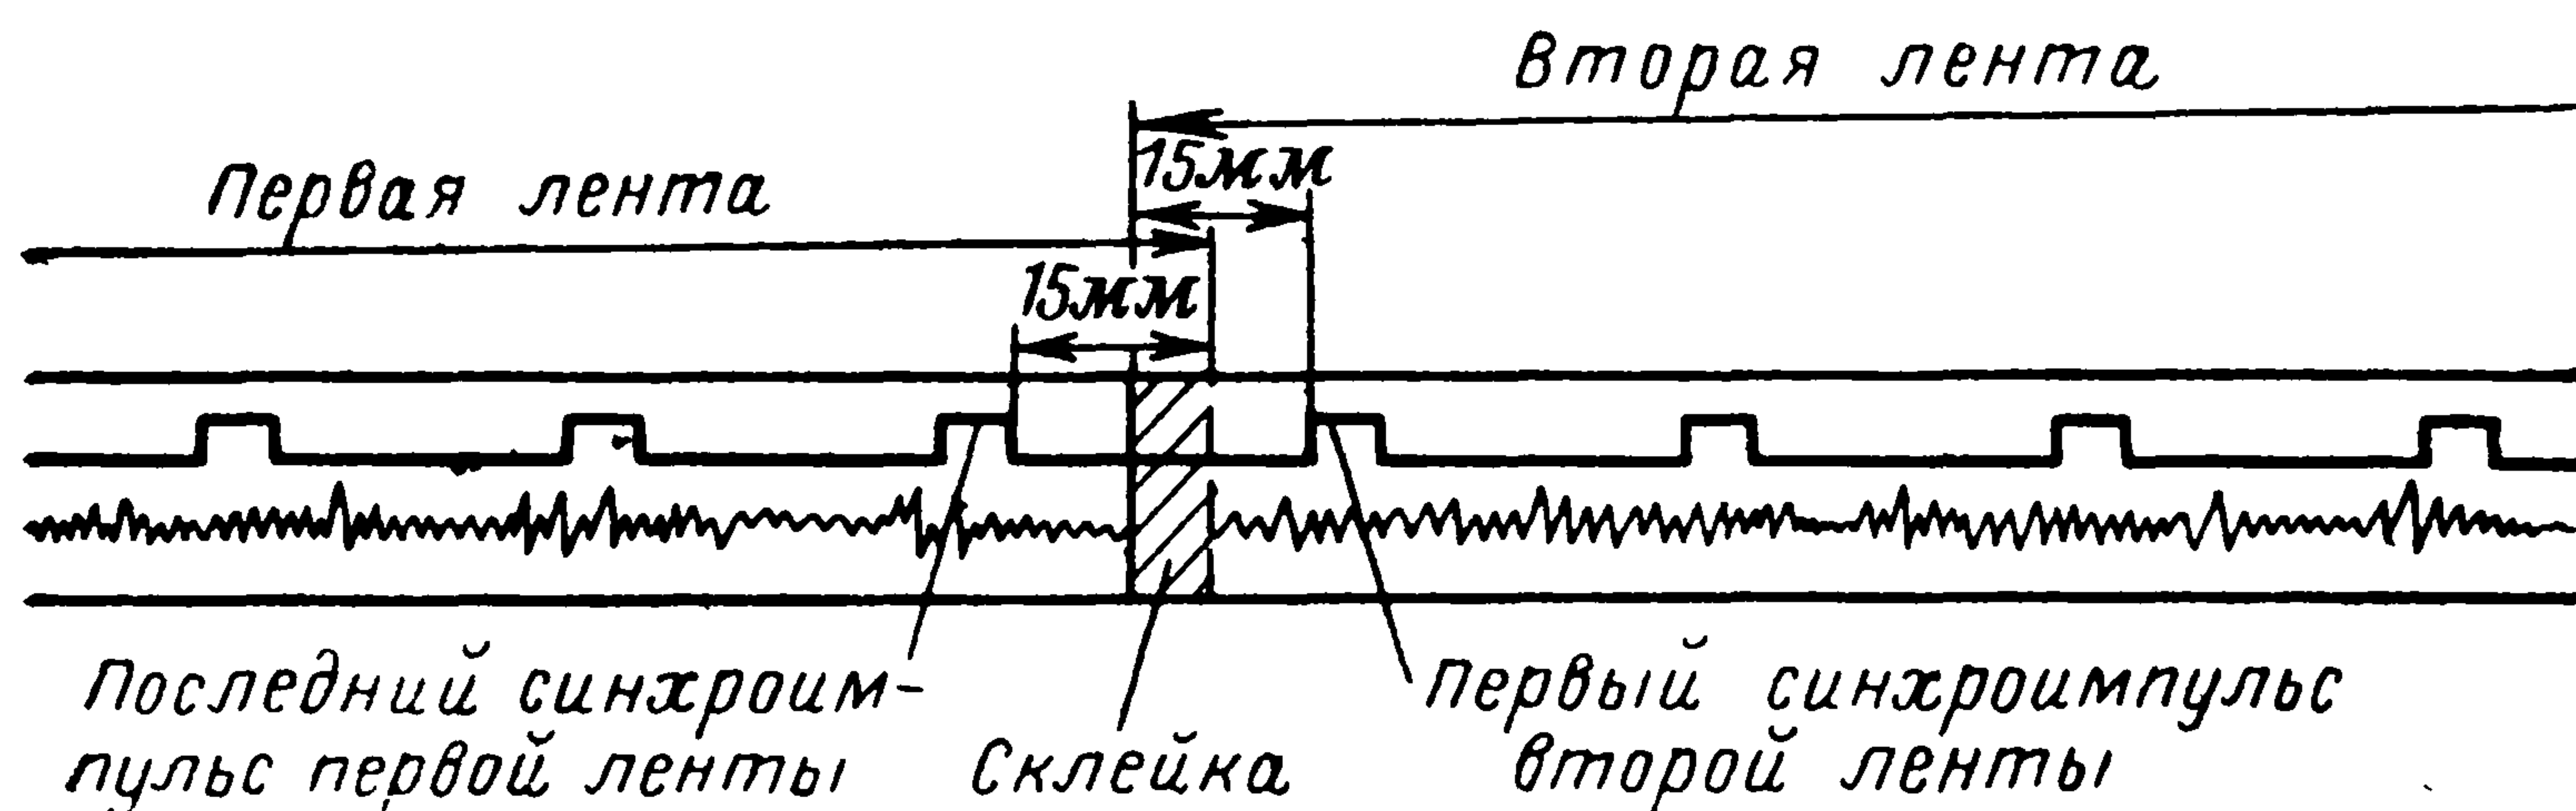 Вторая лента
15мм
Первая лента
15мм
Последний синхроим-
пульс первой ленты
Склейка
Первый синхроимпульс
второй ленты